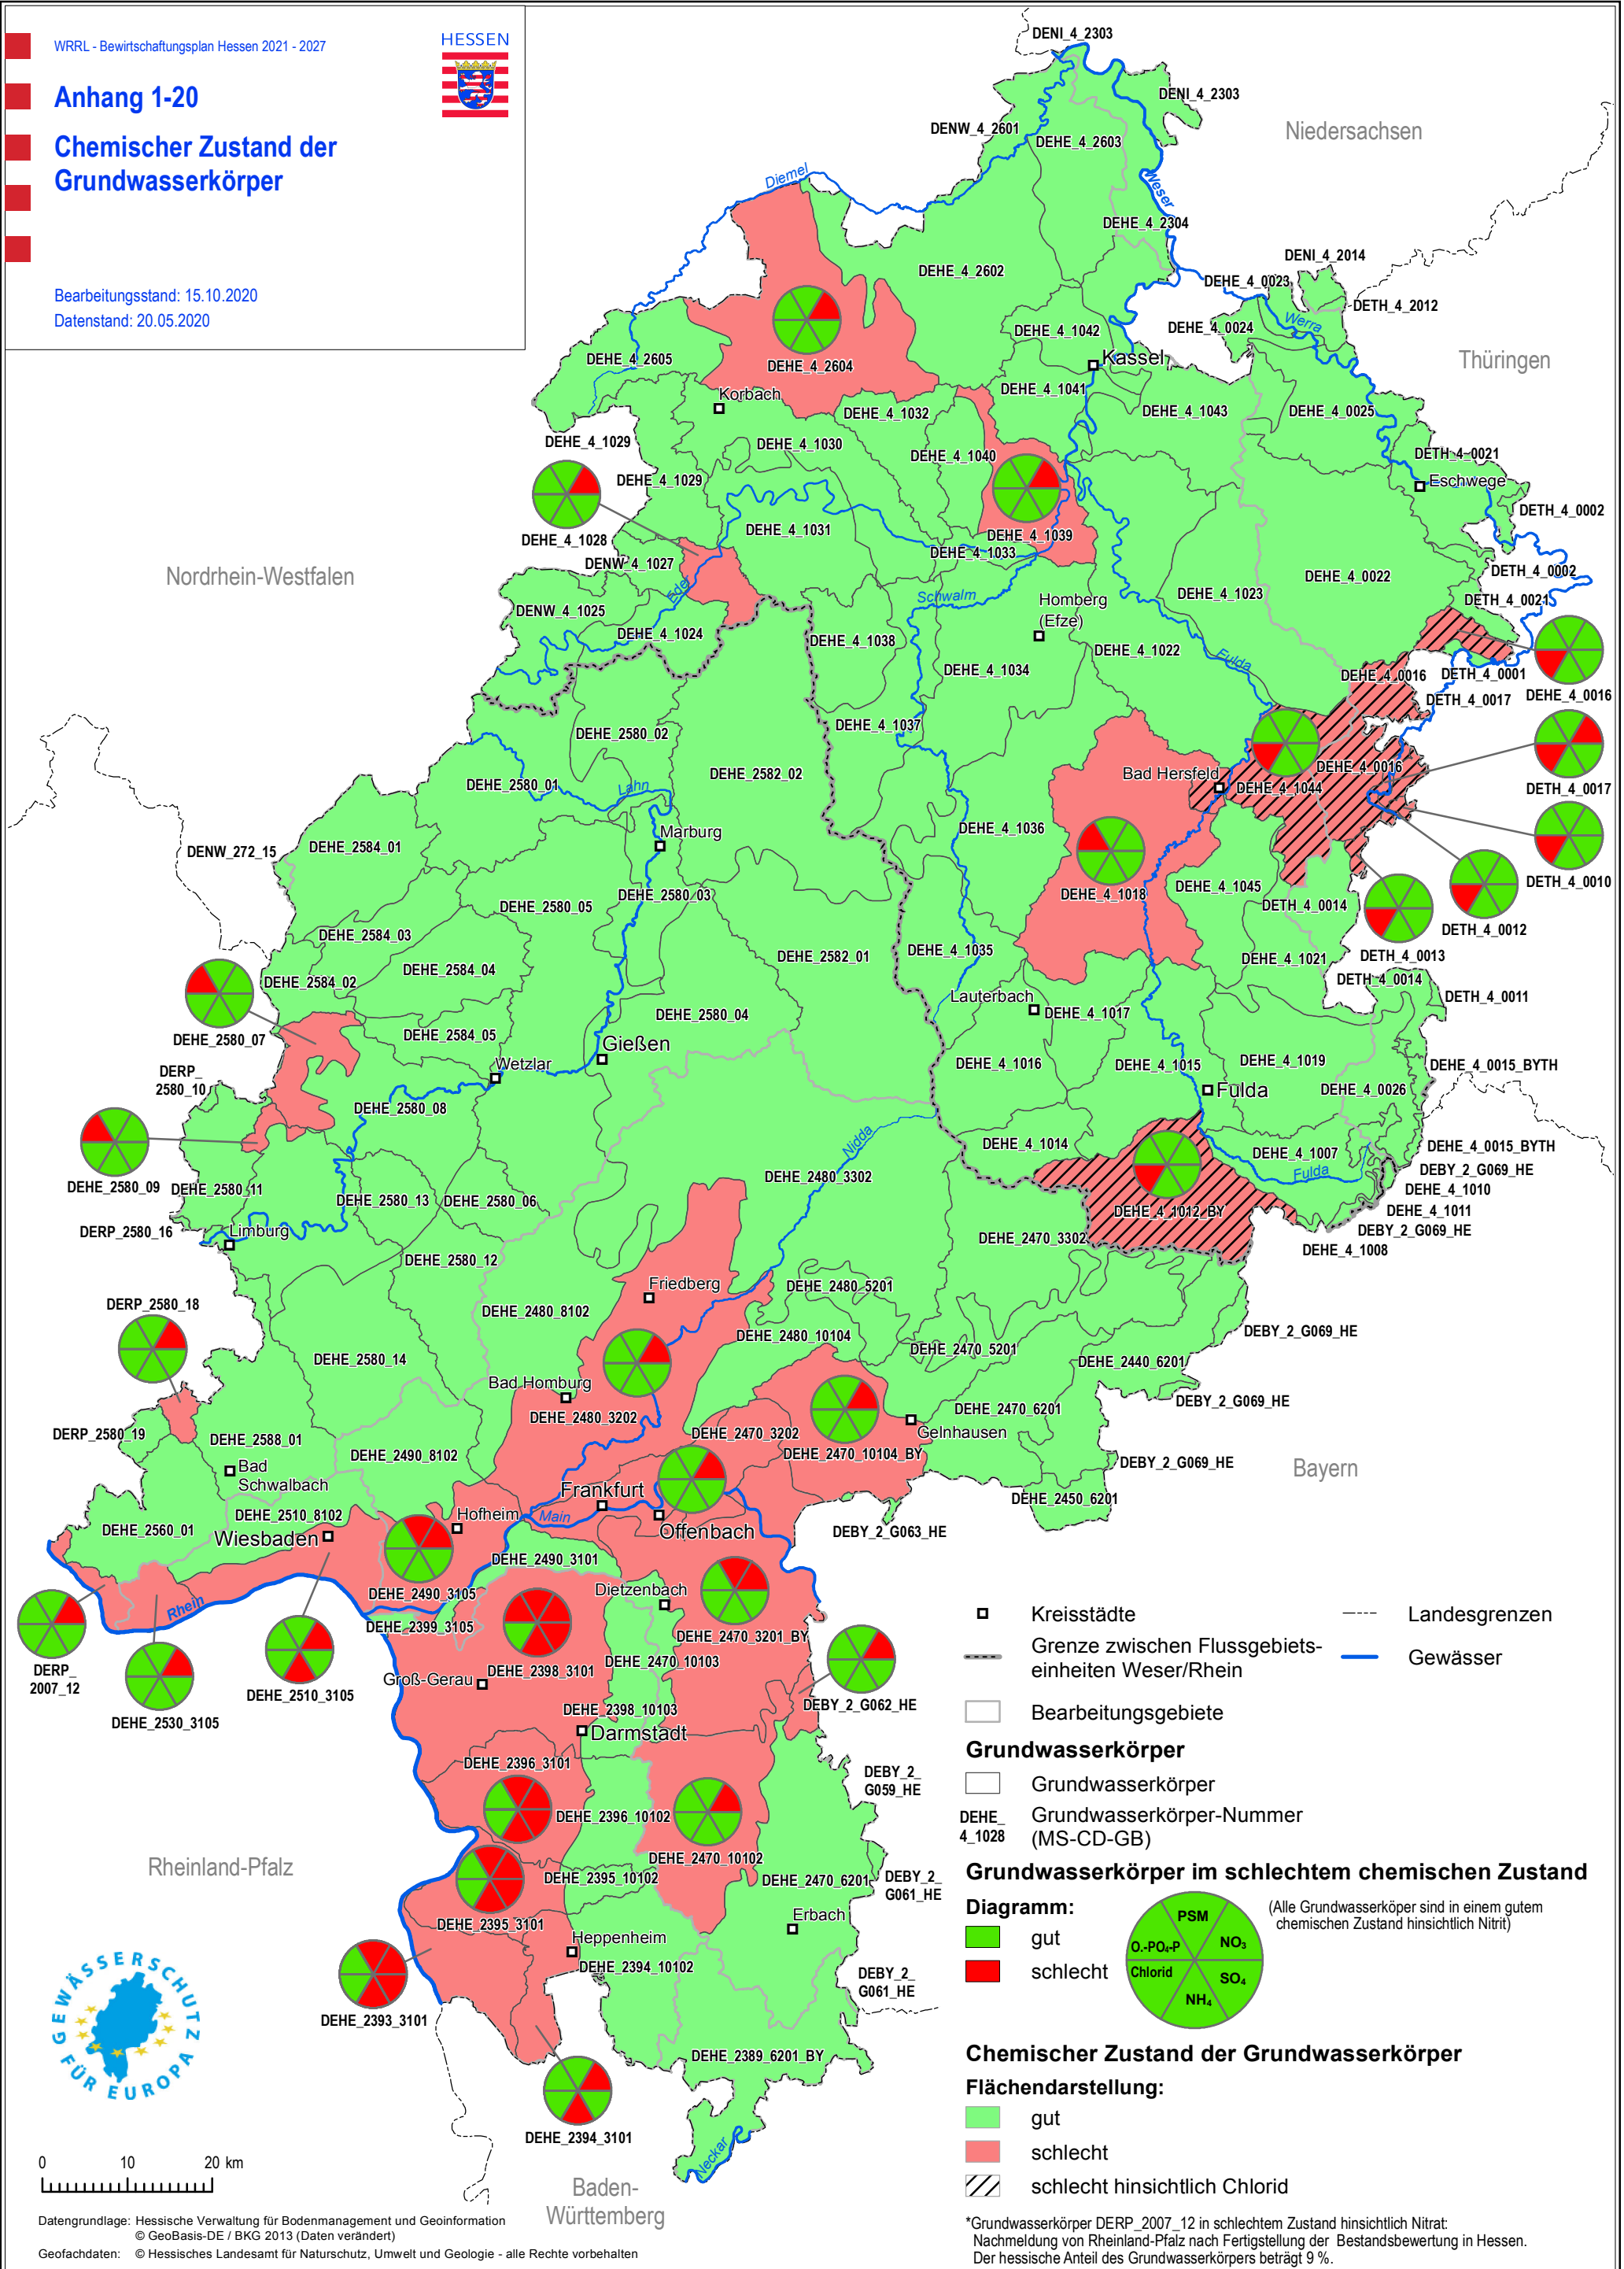 WRRL - Bewirtschaftungsplan Hessen 2021 - 2027
HESSEN
Anhang 1-20
Chemischer Zustand der
Grundwasserkörper
Bearbeitungsstand: 15.10.2020
Datenstand: 20.05.2020
DENI_4_2303
DENI_4_2303
Niedersachsen
DENW_4_2601
DEHE_4_2603
Diemel
Weser
DEHE_4_2304
DENI_4_2014
DEHE_4_2602
DEHE_4_0023
DETH_4_2012
DEHE_4_0024
Werra
DEHE_4_1042
Thüringen
DEHE_4_2605
DEHE_4_2604
Kassel
DEHE_4_1041
Korbach
DEHE_4_1032
DEHE_4_1043
DEHE_4_0025
DEHE_4_1029
DEHE_4_1030
DEHE_4_1040
DETH_4_0021
DEHE_4_1029
Eschwege
DETH_4_0002
DEHE_4_1028
DEHE_4_1031
DEHE_4_1039
DEHE_4_1033
DENW_4_1027
DETH_4_0002
Nordrhein-Westfalen
DEHE_4_0022
Eder
Schwalm
DEHE_4_1023
DETH_4_0021
DENW_4_1025
Homberg
(Efze)
DEHE_4_1024
DEHE_4_1038
DEHE_4_1022
Fulda
DEHE_4_1034
DEHE_4_0016
DETH_4_0001
DEHE_4_0016
DETH_4_0017
DEHE_4_1037
DEHE_2580_02
DEHE_2582_02
Bad Hersfeld
DEHE_4_0016
DEHE_2580_01
Lahn
DEHE_4_1044
DETH_4_0017
DEHE_4_1036
Marburg
DENW_272_15
DEHE_2584_01
DETH_4_0010
DEHE_4_1018
DEHE_4_1045
DEHE_2580_03
DEHE_2580_05
DETH_4_0014
DETH_4_0012
DEHE_2584_03
DEHE_4_1035
DEHE_2582_01
DEHE_4_1021
DETH_4_0013
DEHE_2584_04
DEHE_2584_02
DETH_4_0014
Lauterbach
DETH_4_0011
DEHE_4_1017
DEHE_2580_04
DEHE_2584_05
DEHE_2580_07
Gießen
Wetzlar
DEHE_4_1016
DEHE_4_1015
DEHE_4_1019
DEHE_4_0015_BYTH
DERP_
2580_10
Fulda
DEHE_4_0026
DEHE_2580_08
Nidda
DEHE_4_1014
DEHE_4_1007
DEHE_4_0015_BYTH
Fulda
DEBY_2_G069_HE
DEHE_2480_3302
DEHE_2580_09
DEHE_2580_11
DEHE_2580_13
DEHE_2580_06
DEHE_4_1010
DEHE_4_1012_BY
DEHE_4_1011
DERP_2580_16
Limburg
DEBY_2_G069_HE
DEHE_2470_3302
DEHE_4_1008
DEHE_2580_12
Friedberg
DEHE_2480_5201
DERP_2580_18
DEHE_2480_8102
DEBY_2_G069_HE
DEHE_2480_10104
DEHE_2470_5201
DEHE_2580_14
DEHE_2440_6201
Bad Homburg
DEBY_2_G069_HE
DEHE_2470_6201
DEHE_2480_3202
DERP_2580_19
DEHE_2588_01
DEHE_2470_3202
Gelnhausen
DEHE_2490_8102
DEHE_2470_10104_BY
DEBY_2_G069_HE
Bad
Schwalbach
Bayern
Frankfurt
DEHE_2450_6201
DEHE_2510_8102
Hofheim
Main
DEHE_2560_01
Offenbach
DEBY_2_G063_HE
Wiesbaden
DEHE_2490_3101
DEHE_2490_3105
Dietzenbach
Rhein
DEHE_2399_3105
DEHE_2470_3201_BY
DEHE_2470_10103
DERP_
2007_12
DEHE_2398_3101
Groß-Gerau
DEHE_2510_3105
DEBY_2_G062_HE
DEHE_2530_3105
DEHE_2398_10103
Darmstadt
DEHE_2396_3101
DEBY_2_
G059_HE
DEHE_2396_10102
DEHE_2470_10102
Rheinland-Pfalz
DEHE_2395_10102
DEHE_2470_6201
DEBY_2_
G061_HE
DEHE_2395_3101
Erbach
Heppenheim
DEHE_2394_10102
DEBY_2_
G061_HE
DEHE_2393_3101
DEHE_2389_6201_BY
DEHE_2394_3101
Neckar
Baden-
Württemberg
GEWÄSSERSCHUTZ
FÜR EUROPA
0 10 20 km
Kreisstädte
Landesgrenzen
Grenze zwischen Flussgebiets-
einheiten Weser/Rhein
Gewässer
Bearbeitungsgebiete
Grundwasserkörper
Grundwasserkörper
DEHE_
4_1028
Grundwasserkörper-Nummer
(MS-CD-GB)
Grundwasserkörper im schlechtem chemischen Zustand
Diagramm:
gut
schlecht
PSM
NO₃
SO₄
NH₄
Chlorid
O.-PO₄-P
(Alle Grundwasserköper sind in einem gutem
chemischen Zustand hinsichtlich Nitrit)
Chemischer Zustand der Grundwasserkörper
Flächendarstellung:
gut
schlecht
schlecht hinsichtlich Chlorid
*Grundwasserkörper DERP_2007_12 in schlechtem Zustand hinsichtlich Nitrat:
Nachmeldung von Rheinland-Pfalz nach Fertigstellung der Bestandsbewertung in Hessen.
Der hessische Anteil des Grundwasserkörpers beträgt 9 %.
Datengrundlage: Hessische Verwaltung für Bodenmanagement und Geoinformation
© GeoBasis-DE / BKG 2013 (Daten verändert)
Geofachdaten: © Hessisches Landesamt für Naturschutz, Umwelt und Geologie - alle Rechte vorbehalten